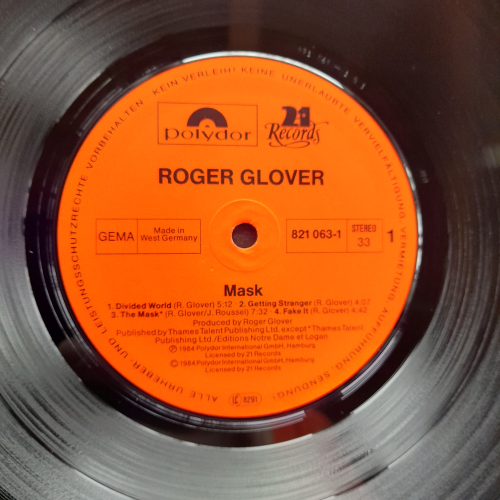 ALLE URHEBER UND LEISTUNGSSCHUTZRECHTE VORBEHALTEN · KEIN VERLEIH! KEINE UNERLAUBTE VERVIELFÄLTIGUNG, VERMIETUNG, AUFFÜHRUNG, SENDUNG!
polydor
21 Records
ROGER GLOVER
GEMA
Made in
West Germany
821 063-1
STEREO
33
1
Mask
1. Divided World (R. Glover) 5:12 · 2. Getting Stranger (R. Glover) 4:07
3. The Mask* (R. Glover/J. Roussel) 7:32 · 4. Fake It (R. Glover) 4:42
Produced by Roger Glover
Published by Thames Talent Publishing Ltd. except *Thames Talent
Publishing Ltd./Editions Notre Dame et Logan
Ⓟ 1984 Polydor International GmbH, Hamburg
Licensed by 21 Records
© 1984 Polydor International GmbH, Hamburg
Licensed by 21 Records
LC 8291